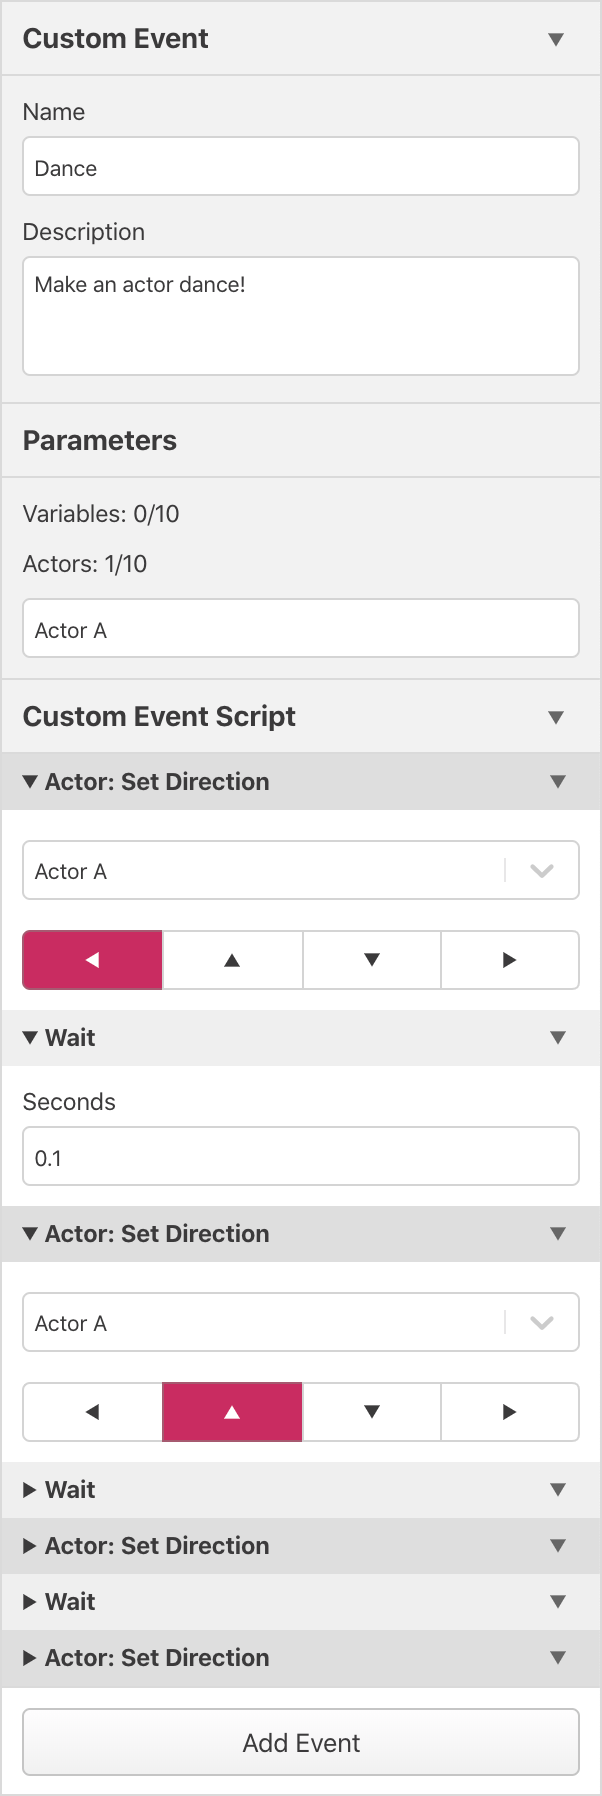 Custom Event
Name
Dance
Description
Make an actor dance!
Parameters
Variables: 0/10
Actors: 1/10
Actor A
Custom Event Script
Actor: Set Direction
Actor A
Wait
Seconds
0.1
Actor: Set Direction
Actor A
Wait
Actor: Set Direction
Wait
Actor: Set Direction
Add Event